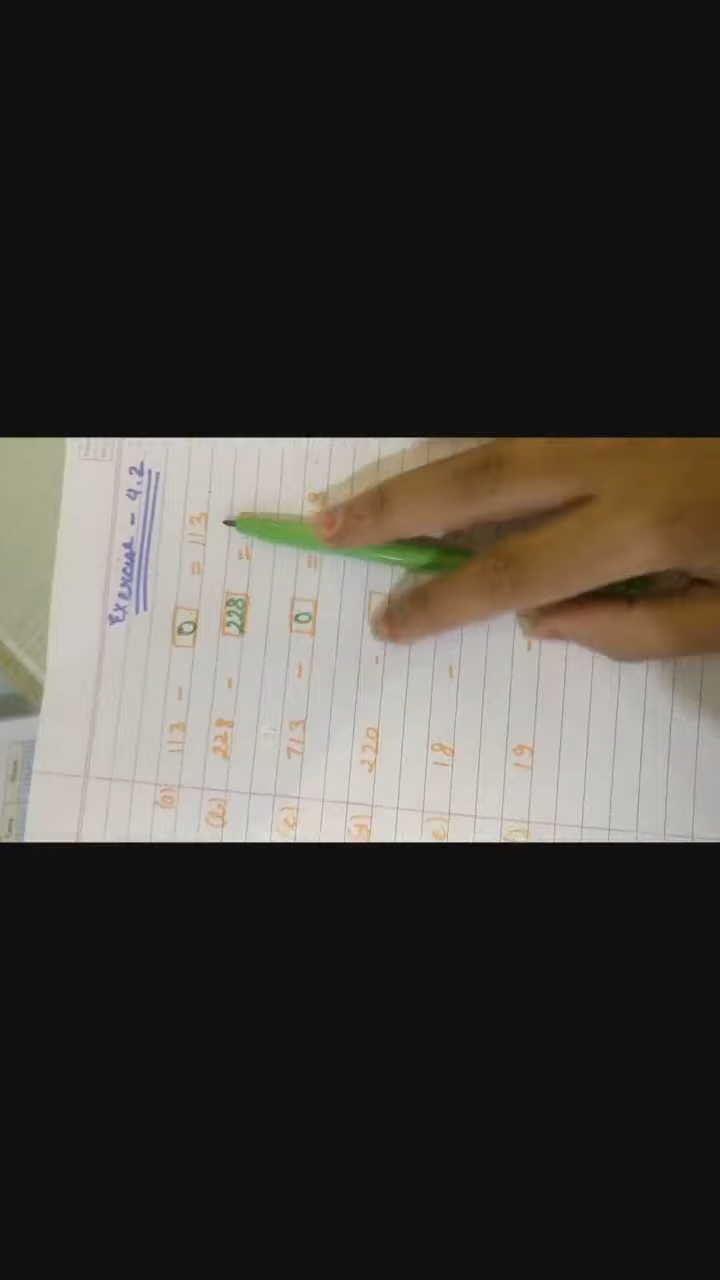 Exercise - 4.2
(a) 113 - 0 = 113
(b) 228 - 228 =
(c) 713 - 0 =
(d) 220 -
(e) 18 -
19 -